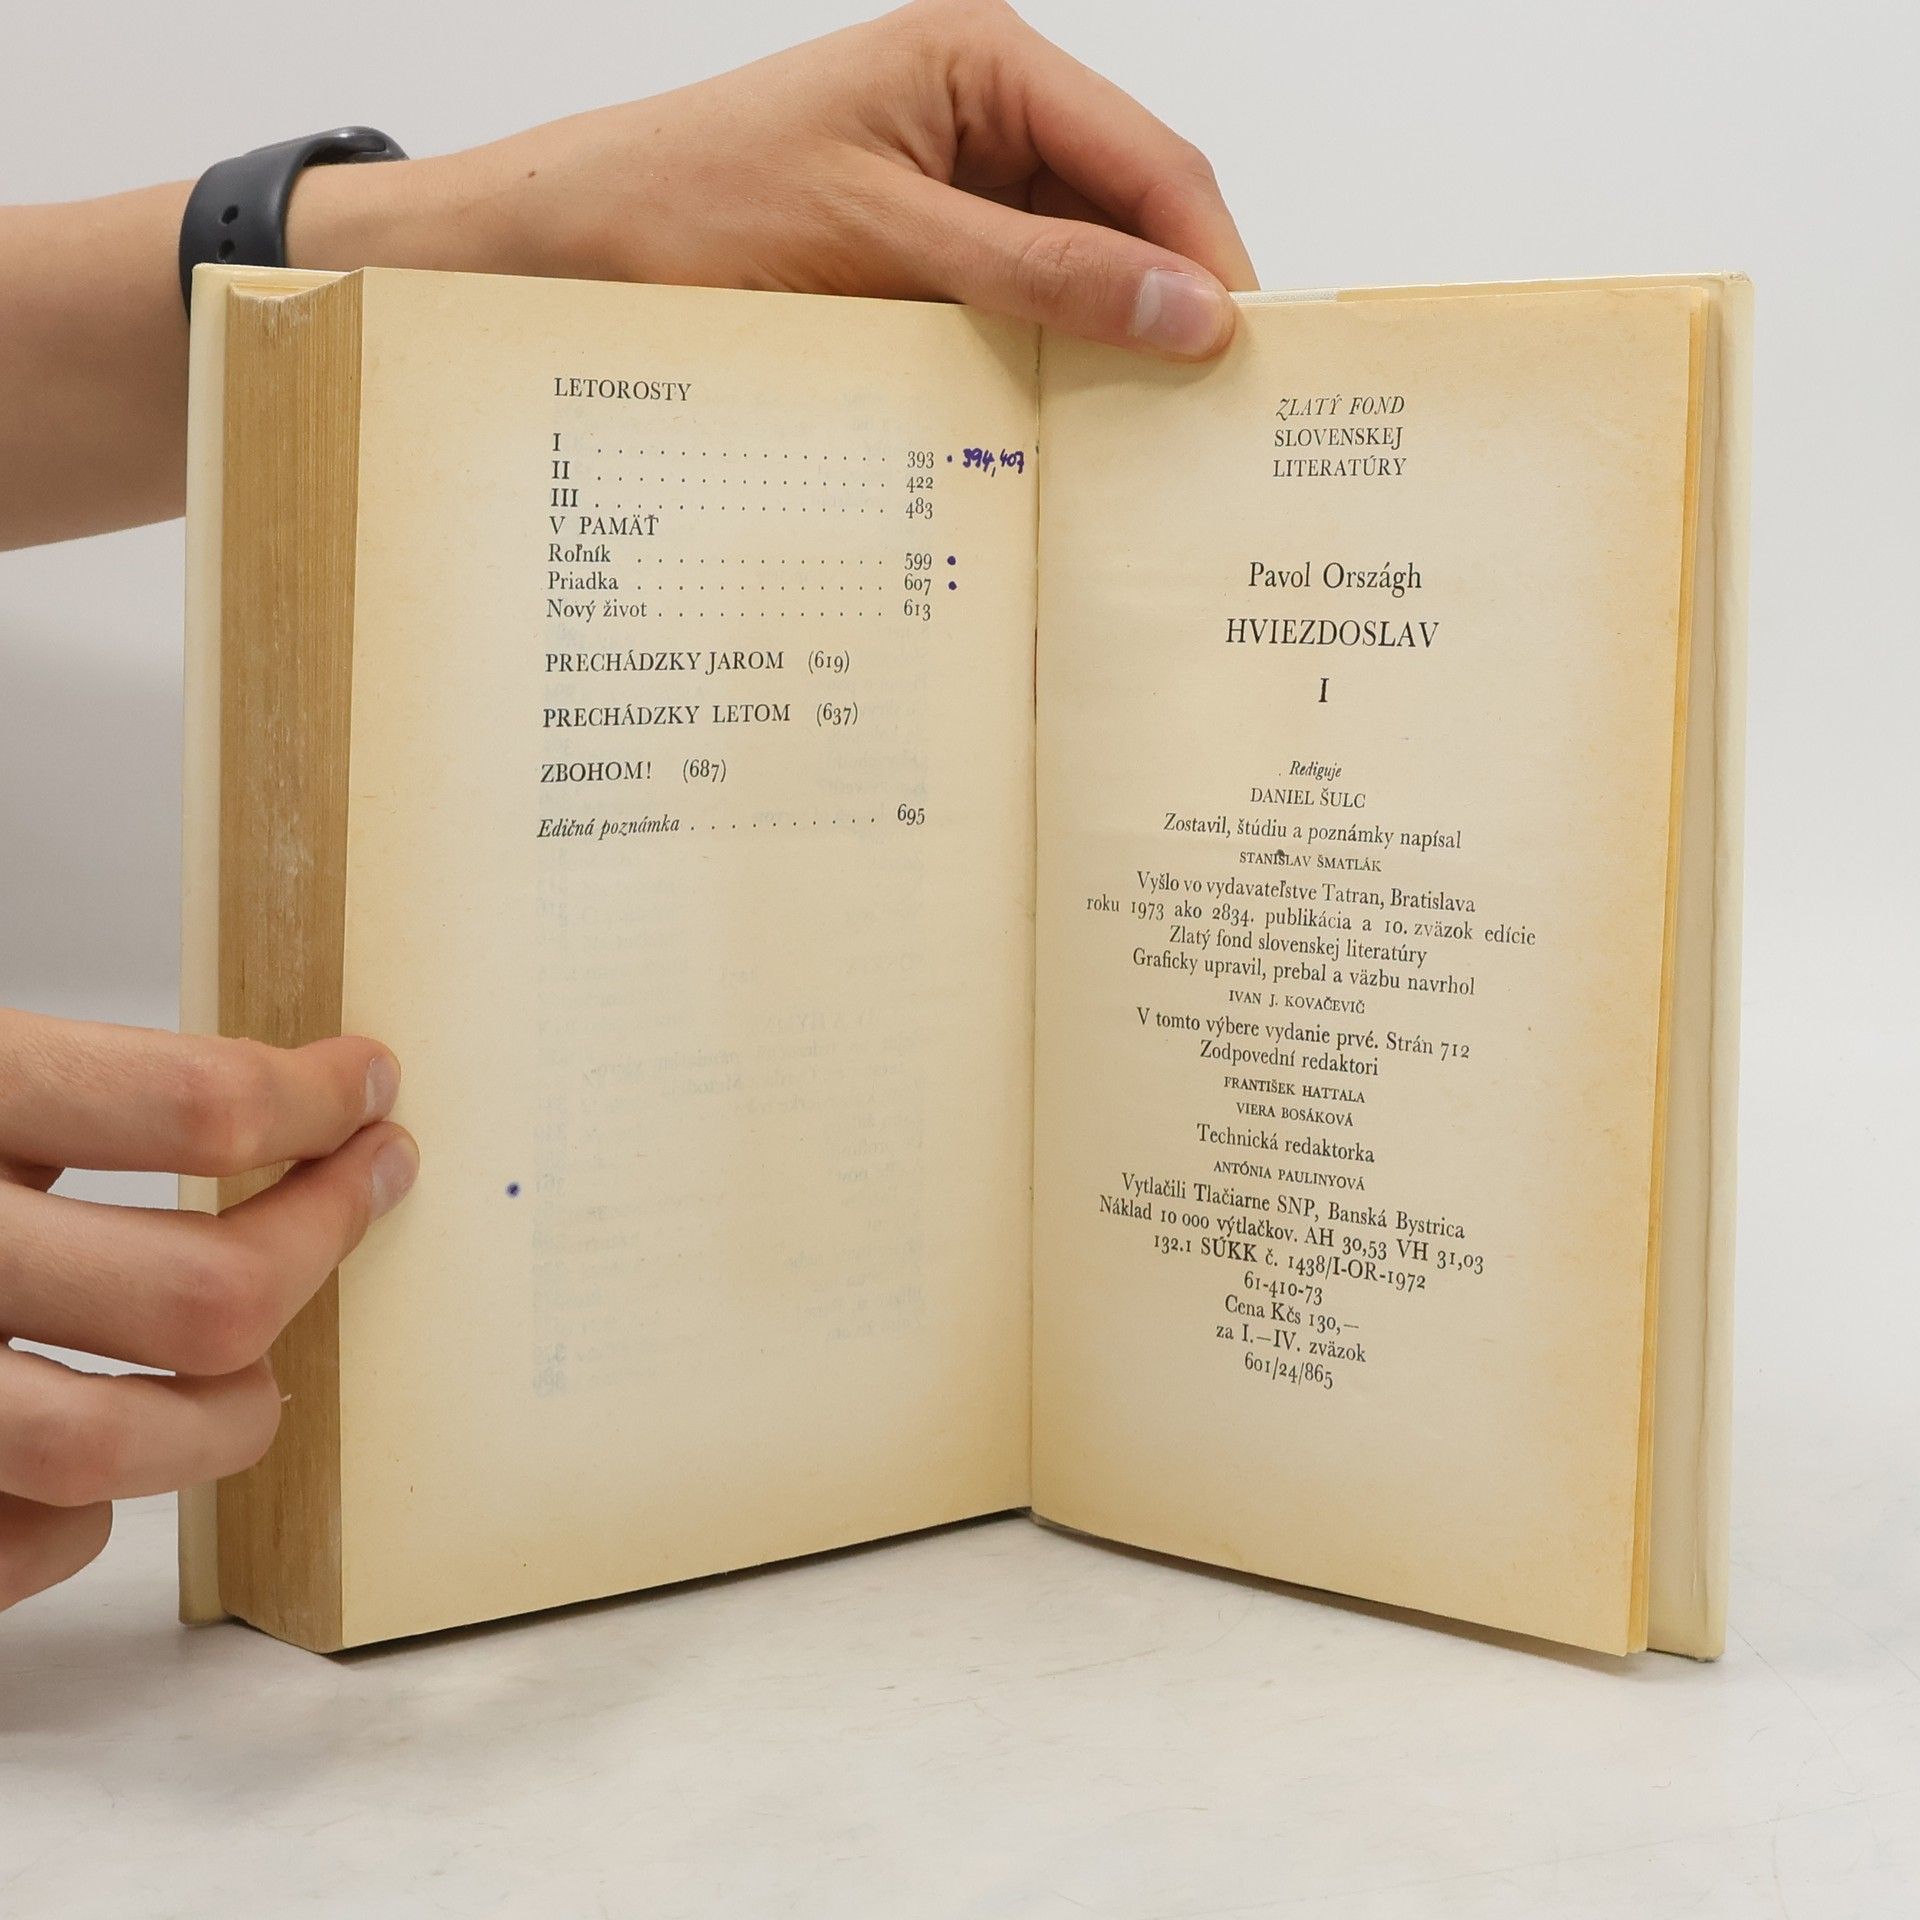 LETOROSTY
I . . . . . . . . . . . . . . . 393 • 394, 407
II . . . . . . . . . . . . . . . 422
III . . . . . . . . . . . . . . . 483
V PAMÄŤ
Roľník . . . . . . . . . . . . . 599 •
Priadka . . . . . . . . . . . . . 607 •
Nový život . . . . . . . . . . . . 613
PRECHÁDZKY JAROM (619)
PRECHÁDZKY LETOM (637)
ZBOHOM! (687)
Edičná poznámka . . . . . . . . . . 695
ZLATÝ FOND
SLOVENSKEJ
LITERATÚRY
Pavol Országh
HVIEZDOSLAV
I
Rediguje
DANIEL ŠULC
Zostavil, štúdiu a poznámky napísal
STANISLAV ŠMATLÁK
Vyšlo vo vydavateľstve Tatran, Bratislava
roku 1973 ako 2834. publikácia a 10. zväzok edície
Zlatý fond slovenskej literatúry
Graficky upravil, prebal a väzbu navrhol
IVAN J. KOVAČEVIČ
V tomto výbere vydanie prvé. Strán 712
Zodpovední redaktori
FRANTIŠEK HATTALA
VIERA BOSÁKOVÁ
Technická redaktorka
ANTÓNIA PAULINYOVÁ
Vytlačili Tlačiarne SNP, Banská Bystrica
Náklad 10 000 výtlačkov. AH 30,53 VH 31,03
132.1 SÚKK č. 1438/I-OR-1972
61-410-73
Cena Kčs 130,—
za I.—IV. zväzok
601/24/865